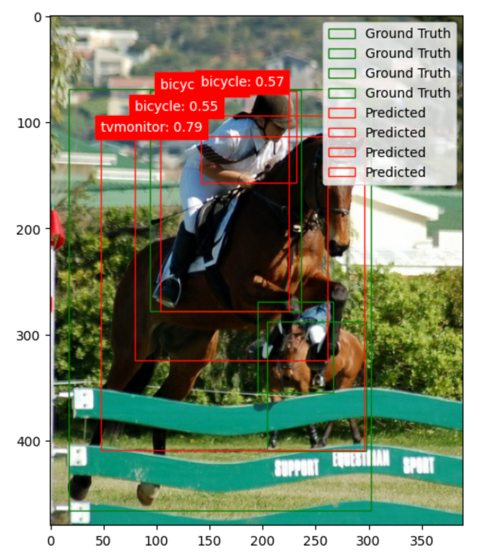 0
100
200
300
400
0 50 100 150 200 250 300 350
Ground Truth
Ground Truth
Ground Truth
Ground Truth
Predicted
Predicted
Predicted
Predicted
bicyc
bicycle: 0.57
bicycle: 0.55
tvmonitor: 0.79
SUPPORT EQUESTRIAN SPORT